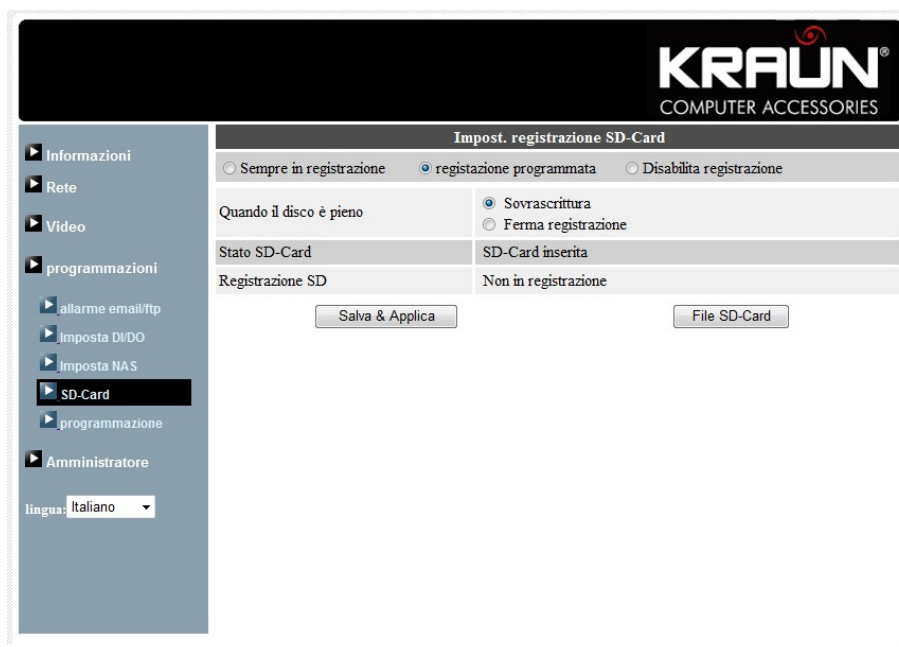 KRAUN®
COMPUTER ACCESSORIES
Informazioni
Rete
Video
programmazioni
allarme email/ftp
Imposta DI/DO
Imposta NAS
SD-Card
programmazione
Amministratore
lingua: Italiano
Impost. registrazione SD-Card
Sempre in registrazione registazione programmata Disabilita registrazione
Quando il disco è pieno
Sovrascrittura
Ferma registrazione
Stato SD-Card SD-Card inserita
Registrazione SD Non in registrazione
Salva & Applica File SD-Card